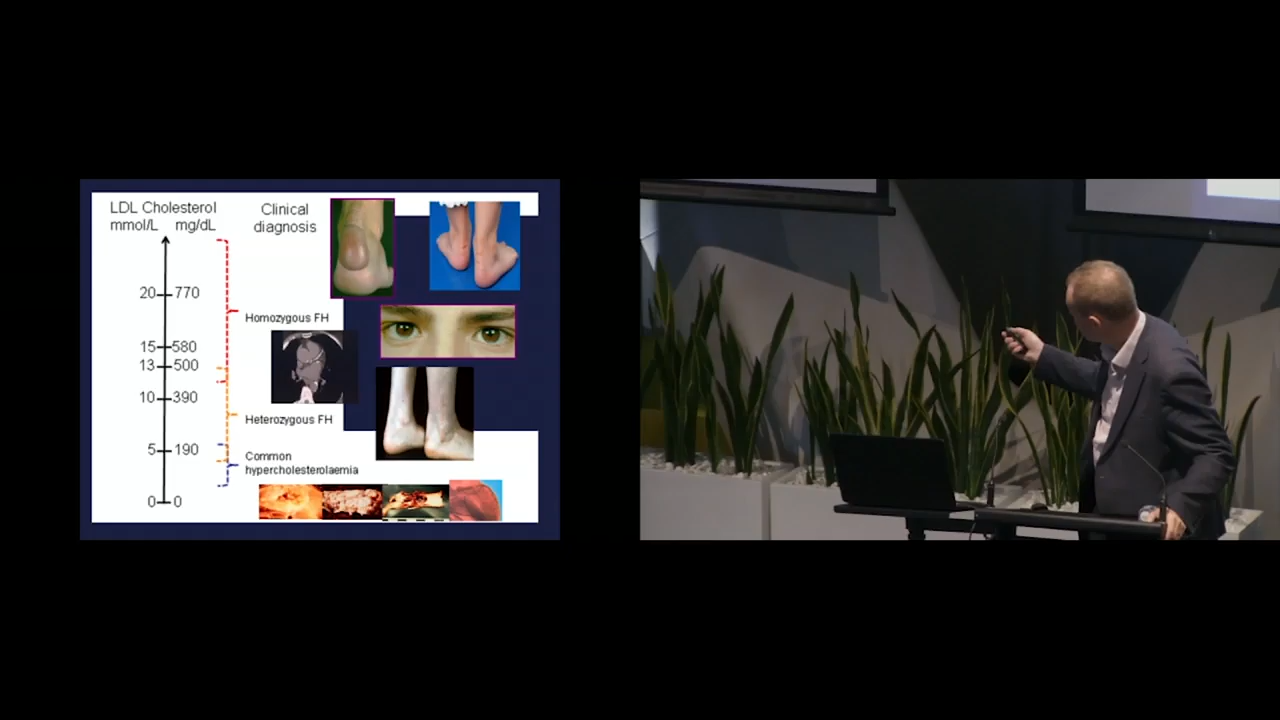 LDL Cholesterol
mmol/L mg/dL
Clinical
diagnosis
20 770
Homozygous FH
15 580
13 500
10 390
Heterozygous FH
5 190
Common
hypercholesterolaemia
0 0